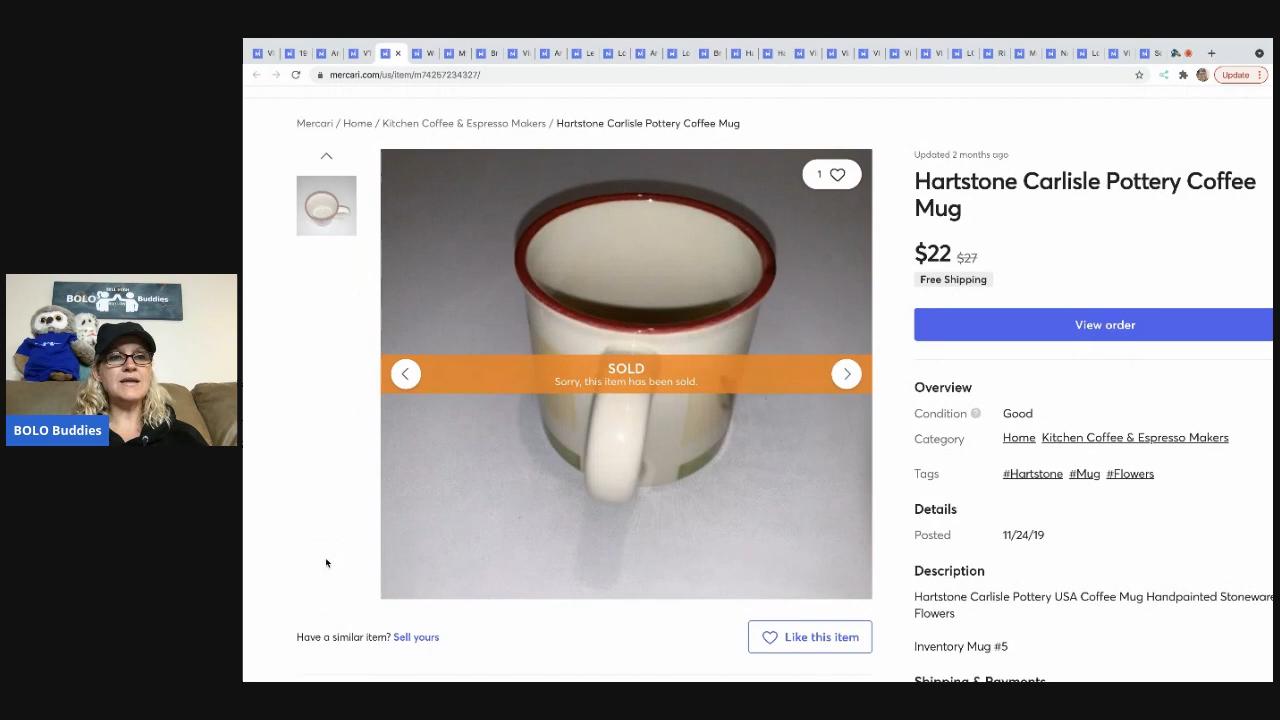 mercari.com/us/item/m74257234327/
Update
Mercari / Home / Kitchen Coffee & Espresso Makers / Hartstone Carlisle Pottery Coffee Mug
1
SOLD
Sorry, this item has been sold.
Have a similar item? Sell yours
Like this item
Updated 2 months ago
Hartstone Carlisle Pottery Coffee
Mug
$22 $27
Free Shipping
View order
Overview
Condition Good
Category Home Kitchen Coffee & Espresso Makers
Tags #Hartstone #Mug #Flowers
Details
Posted 11/24/19
Description
Hartstone Carlisle Pottery USA Coffee Mug Handpainted Stoneware
Flowers
Inventory Mug #5
Shipping & Payments
SELL HIGH
BOLO Buddies
BOLO Buddies